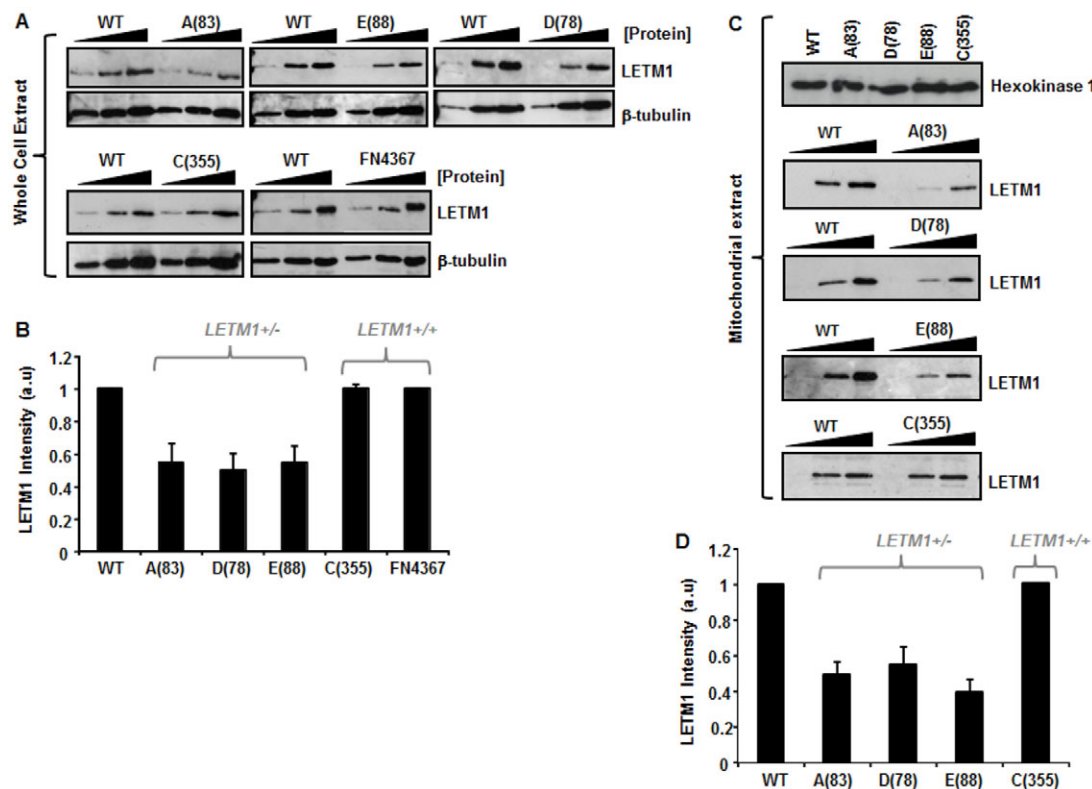 A
WT A(83) E(88) WT D(78) [Protein]
WT
LETM1
β-tubulin
Whole Cell Extract
WT C(355) WT FN4367 [Protein]
LETM1
β-tubulin
B
LETM1+/- LETM1+/+
LETM1 Intensity (a.u)
1.2
1
0.8
0.6
0.4
0.2
0
WT A(83) D(78) E(88) C(355) FN4367
C
WT A(83) D(78) E(88) C(355)
Hexokinase 1
Mitochondrial extract
WT A(83)
LETM1
WT D(78)
LETM1
WT E(88)
LETM1
WT C(355)
LETM1
D
LETM1+/- LETM1+/+
LETM1 Intensity (a.u)
1.2
1
0.8
0.6
0.4
0.2
0
WT A(83) D(78) E(88) C(355)